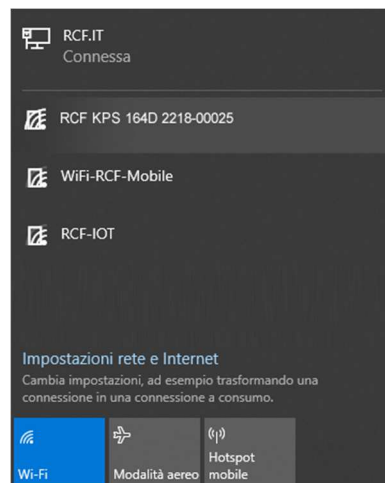 RCF.IT
Connessa
RCF KPS 164D 2218-00025
WiFi-RCF-Mobile
RCF-IOT
Impostazioni rete e Internet
Cambia impostazioni, ad esempio trasformando una
connessione in una connessione a consumo.
Wi-Fi
Modalità aereo
Hotspot
mobile